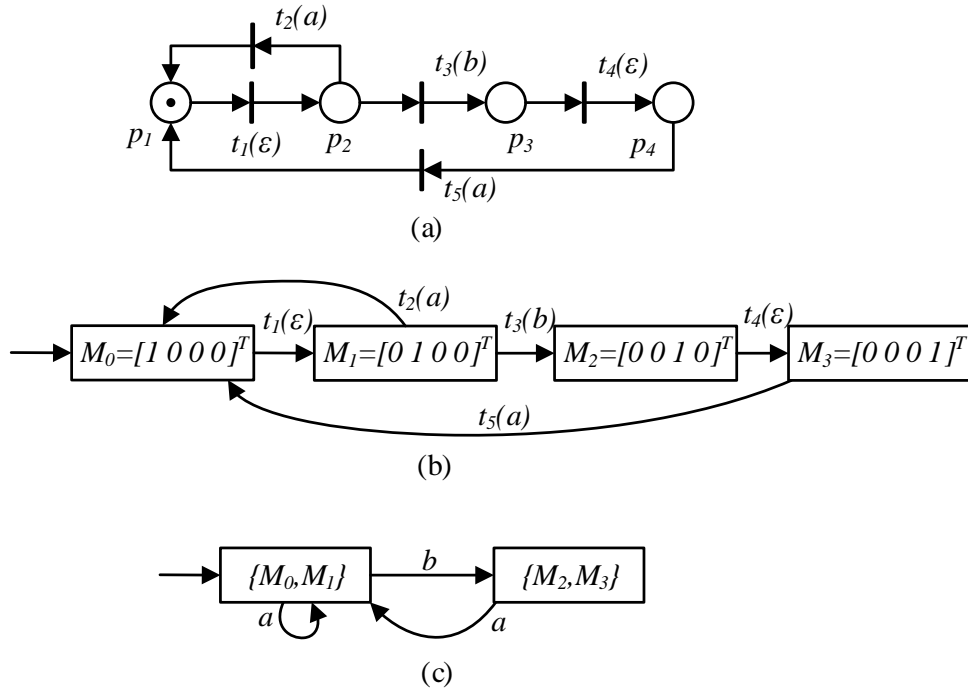 t₂(a)
t₃(b)
t₄(ε)
p₁
t₁(ε)
p₂
p₃
p₄
t₅(a)
(a)
t₂(a)
t₁(ε)
t₃(b)
t₄(ε)
M₀=[1 0 0 0]ᵀ
M₁=[0 1 0 0]ᵀ
M₂=[0 0 1 0]ᵀ
M₃=[0 0 0 1]ᵀ
t₅(a)
(b)
{M₀,M₁}
b
{M₂,M₃}
a
a
(c)